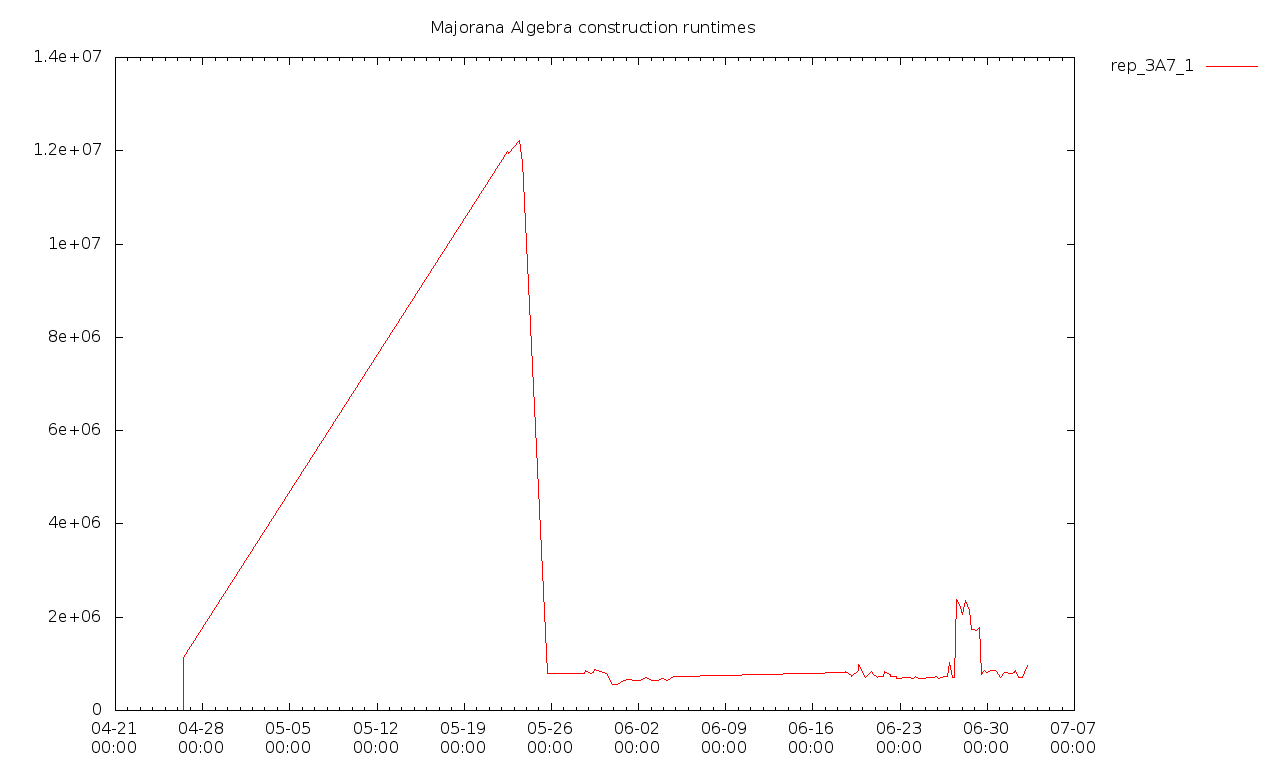 Majorana Algebra construction runtimes
rep_3A7_1
1.4e+07
1.2e+07
1e+07
8e+06
6e+06
4e+06
2e+06
0
04-21 04-28 05-05 05-12 05-19 05-26 06-02 06-09 06-16 06-23 06-30 07-07
00:00 00:00 00:00 00:00 00:00 00:00 00:00 00:00 00:00 00:00 00:00 00:00